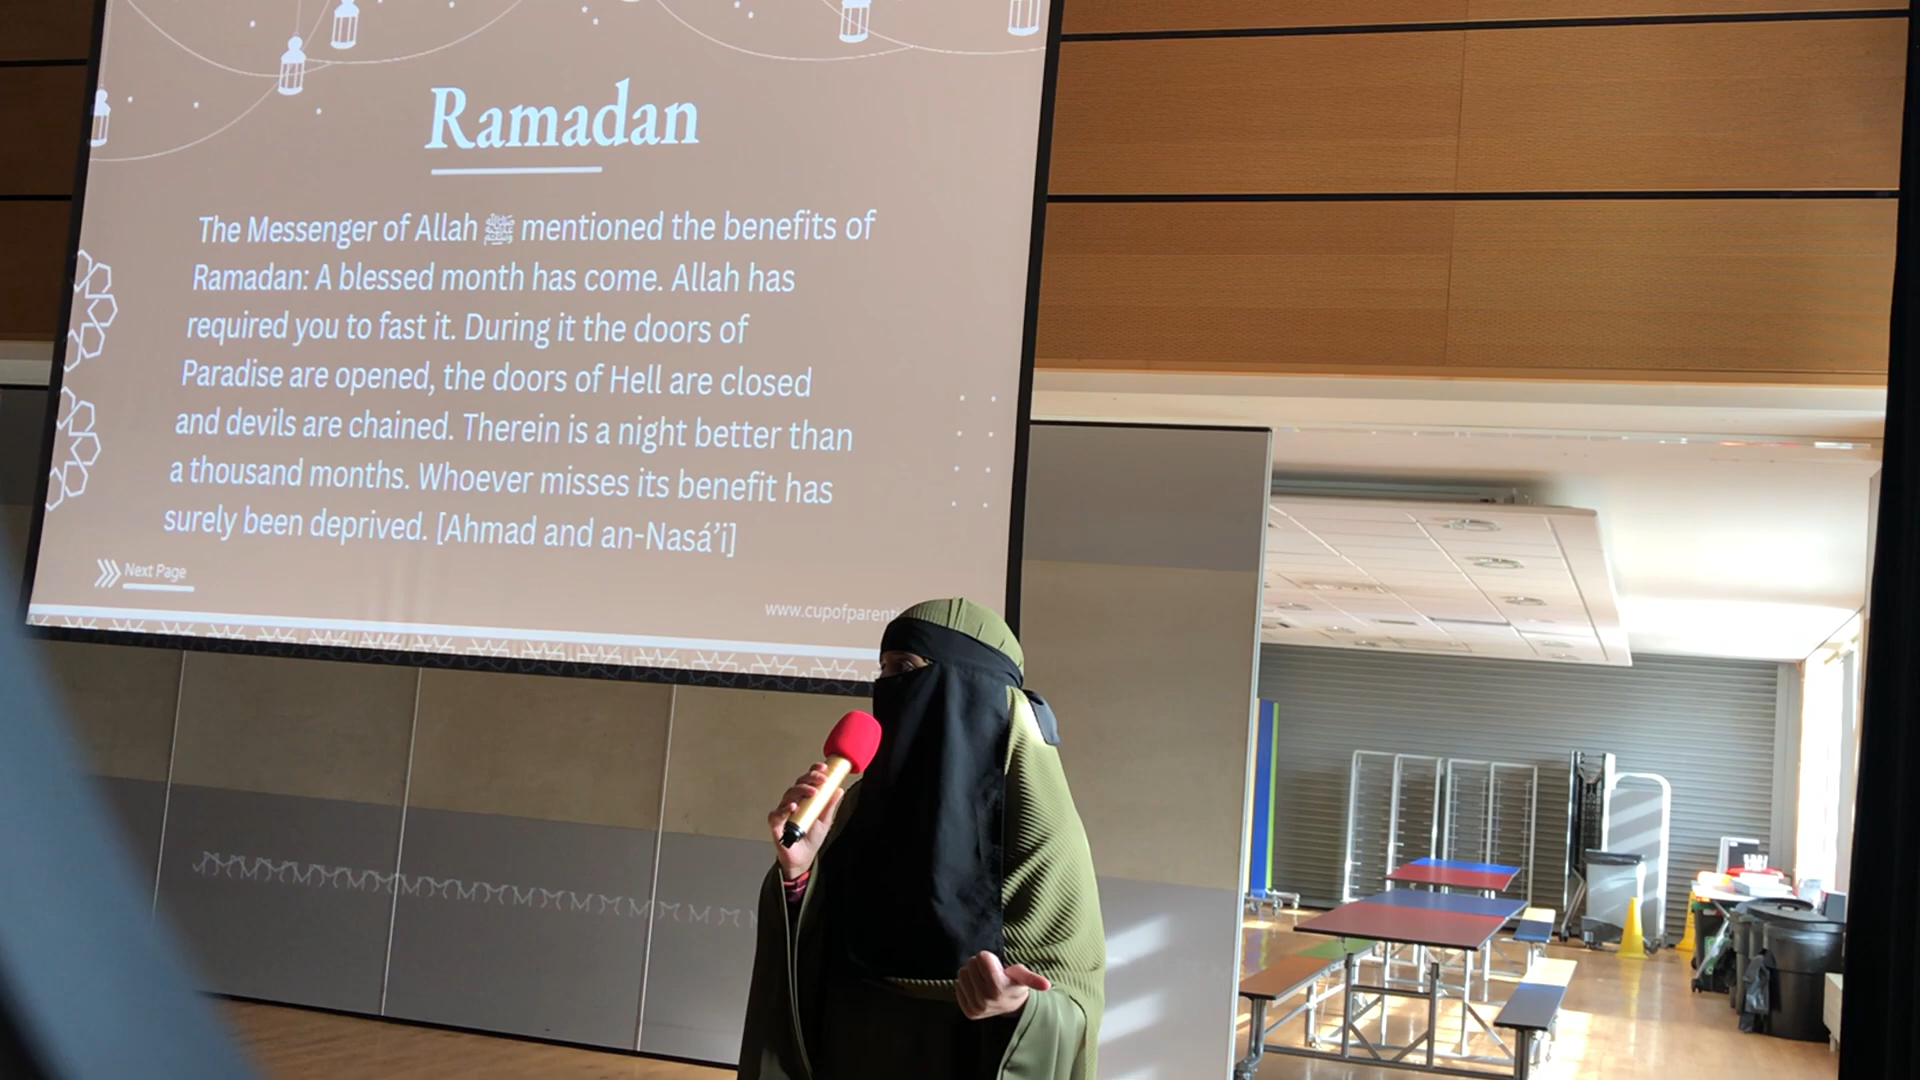 Ramadan
The Messenger of Allah ﷺ mentioned the benefits of
Ramadan: A blessed month has come. Allah has
required you to fast it. During it the doors of
Paradise are opened, the doors of Hell are closed
and devils are chained. Therein is a night better than
a thousand months. Whoever misses its benefit has
surely been deprived. [Ahmad and an-Nasá’i]
Next Page